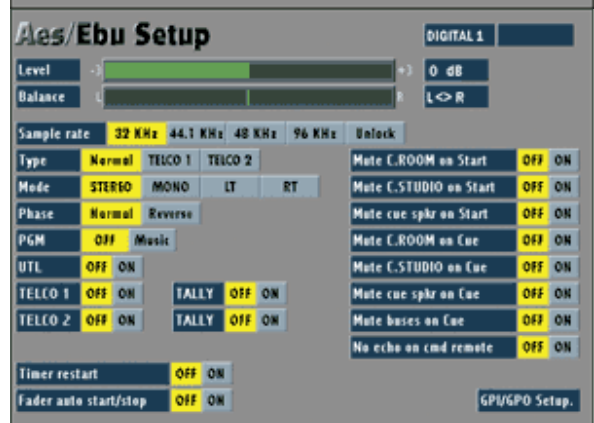 Aes/Ebu Setup DIGITAL 1
Level -3 +3 0 dB
Balance L R L<>R
Sample rate 32 KHz 44.1 KHz 48 KHz 96 KHz Unlock
Type Normal TELCO 1 TELCO 2 Mute C.ROOM on Start OFF ON
Mode STEREO MONO LT RT Mute C.STUDIO on Start OFF ON
Phase Normal Reverse Mute cue spkr on Start OFF ON
PGM OFF Music Mute C.ROOM on Cue OFF ON
UTL OFF ON Mute C.STUDIO on Cue OFF ON
TELCO 1 OFF ON TALLY OFF ON Mute cue spkr on Cue OFF ON
TELCO 2 OFF ON TALLY OFF ON Mute buses on Cue OFF ON
No echo on cmd remote OFF ON
Timer restart OFF ON
Fader auto start/stop OFF ON GPI/GPO Setup.